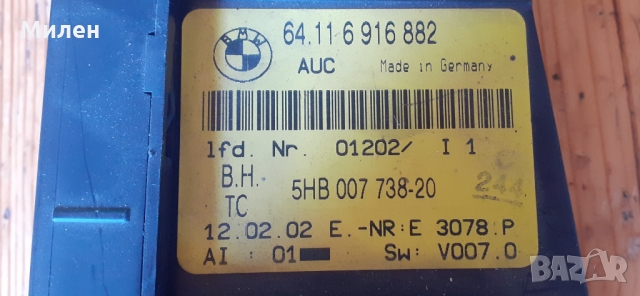 Милен
BMW
64.11 6 916 882
AUC Made in Germany
lfd. Nr. 01202/ I 1
B.H. 5HB 007 738-20 244
TC
12.02.02 E.-NR:E 3078.P
AI : 01 Sw: V007.0
BAZAR